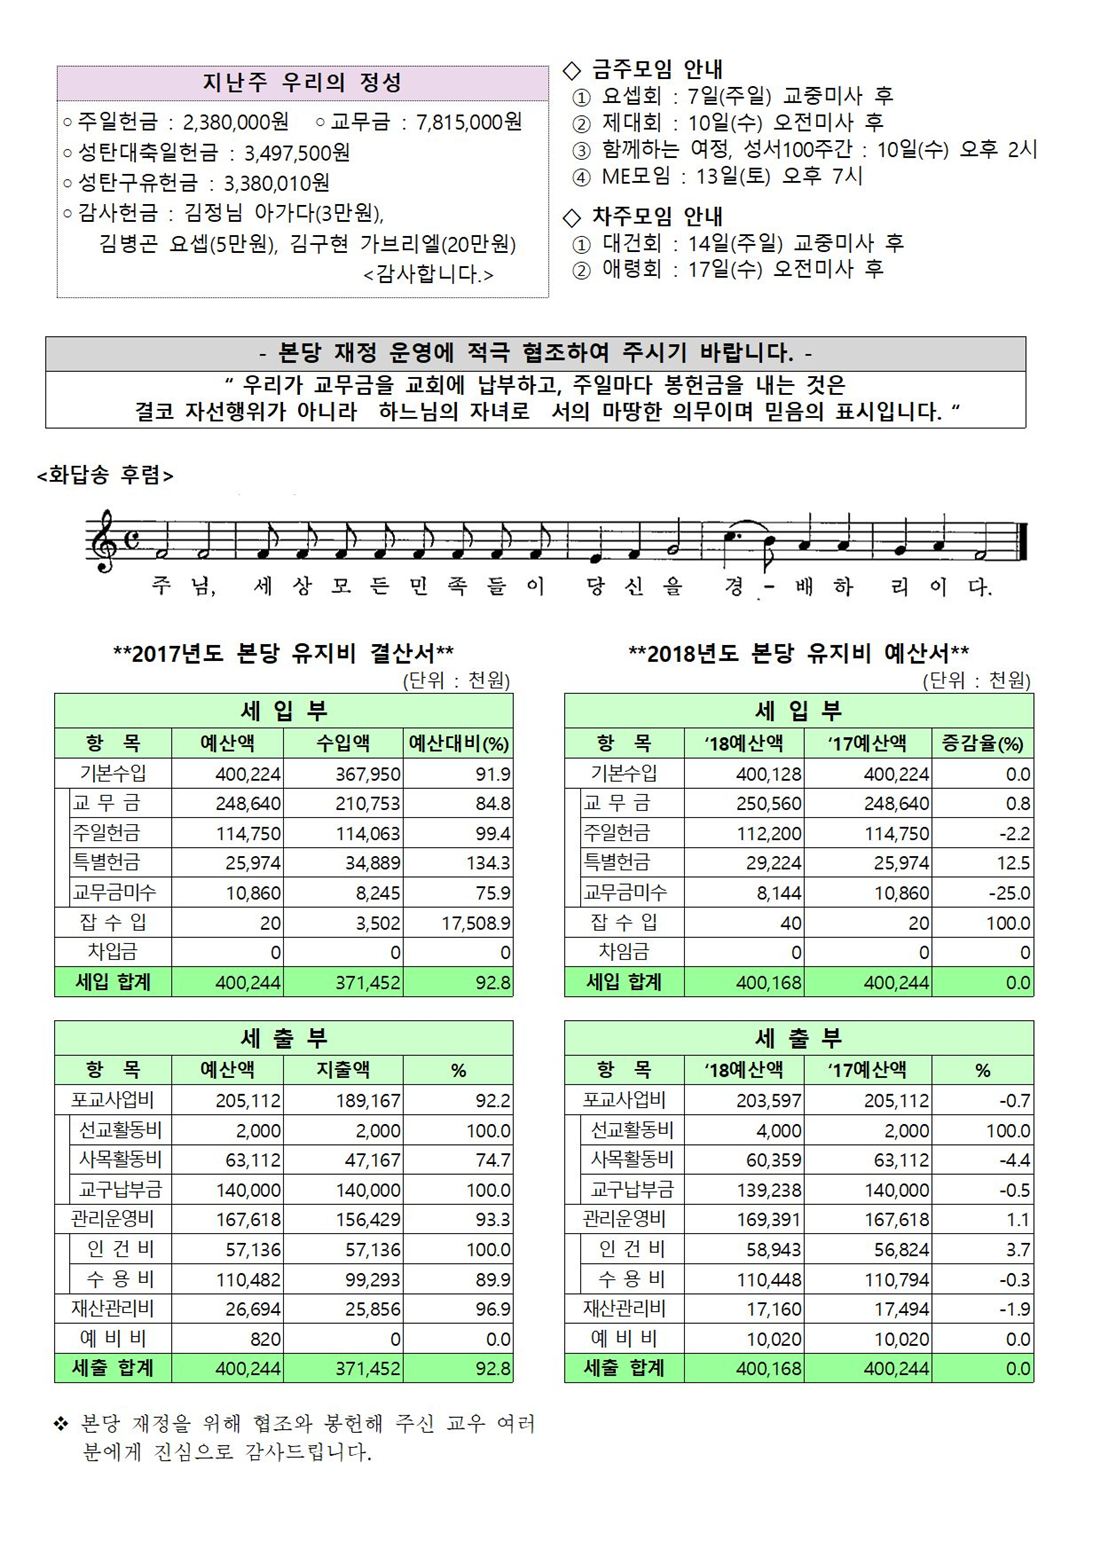 지난주 우리의 정성
○ 주일헌금 : 2,380,000원 ○ 교무금 : 7,815,000원
○ 성탄대축일헌금 : 3,497,500원
○ 성탄구유헌금 : 3,380,010원
○ 감사헌금 : 김정님 아가다(3만원),
김병곤 요셉(5만원), 김구현 가브리엘(20만원)
<감사합니다.>
◇ 금주모임 안내
① 요셉회 : 7일(주일) 교중미사 후
② 제대회 : 10일(수) 오전미사 후
③ 함께하는 여정, 성서100주간 : 10일(수) 오후 2시
④ ME모임 : 13일(토) 오후 7시
◇ 차주모임 안내
① 대건회 : 14일(주일) 교중미사 후
② 애령회 : 17일(수) 오전미사 후
- 본당 재정 운영에 적극 협조하여 주시기 바랍니다. -
“ 우리가 교무금을 교회에 납부하고, 주일마다 봉헌금을 내는 것은
결코 자선행위가 아니라 하느님의 자녀로 서의 마땅한 의무이며 믿음의 표시입니다. “
<화답송 후렴>
주 님, 세 상 모 든 민 족 들 이 당 신 을 경 - 배 하 리 이 다.
**2017년도 본당 유지비 결산서**
(단위 : 천원)
세 입 부
항 목 예산액 수입액 예산대비(%)
기본수입 400,224 367,950 91.9
교 무 금 248,640 210,753 84.8
주일헌금 114,750 114,063 99.4
특별헌금 25,974 34,889 134.3
교무금미수 10,860 8,245 75.9
잡 수 입 20 3,502 17,508.9
차입금 0 0 0
세입 합계 400,244 371,452 92.8
세 출 부
항 목 예산액 지출액 %
포교사업비 205,112 189,167 92.2
선교활동비 2,000 2,000 100.0
사목활동비 63,112 47,167 74.7
교구납부금 140,000 140,000 100.0
관리운영비 167,618 156,429 93.3
인 건 비 57,136 57,136 100.0
수 용 비 110,482 99,293 89.9
재산관리비 26,694 25,856 96.9
예 비 비 820 0 0.0
세출 합계 400,244 371,452 92.8
**2018년도 본당 유지비 예산서**
(단위 : 천원)
세 입 부
항 목 ‘18예산액 ‘17예산액 증감율(%)
기본수입 400,128 400,224 0.0
교 무 금 250,560 248,640 0.8
주일헌금 112,200 114,750 -2.2
특별헌금 29,224 25,974 12.5
교무금미수 8,144 10,860 -25.0
잡 수 입 40 20 100.0
차임금 0 0 0
세입 합계 400,168 400,244 0.0
세 출 부
항 목 ‘18예산액 ‘17예산액 %
포교사업비 203,597 205,112 -0.7
선교활동비 4,000 2,000 100.0
사목활동비 60,359 63,112 -4.4
교구납부금 139,238 140,000 -0.5
관리운영비 169,391 167,618 1.1
인 건 비 58,943 56,824 3.7
수 용 비 110,448 110,794 -0.3
재산관리비 17,160 17,494 -1.9
예 비 비 10,020 10,020 0.0
세출 합계 400,168 400,244 0.0
❖ 본당 재정을 위해 협조와 봉헌해 주신 교우 여러
분에게 진심으로 감사드립니다.